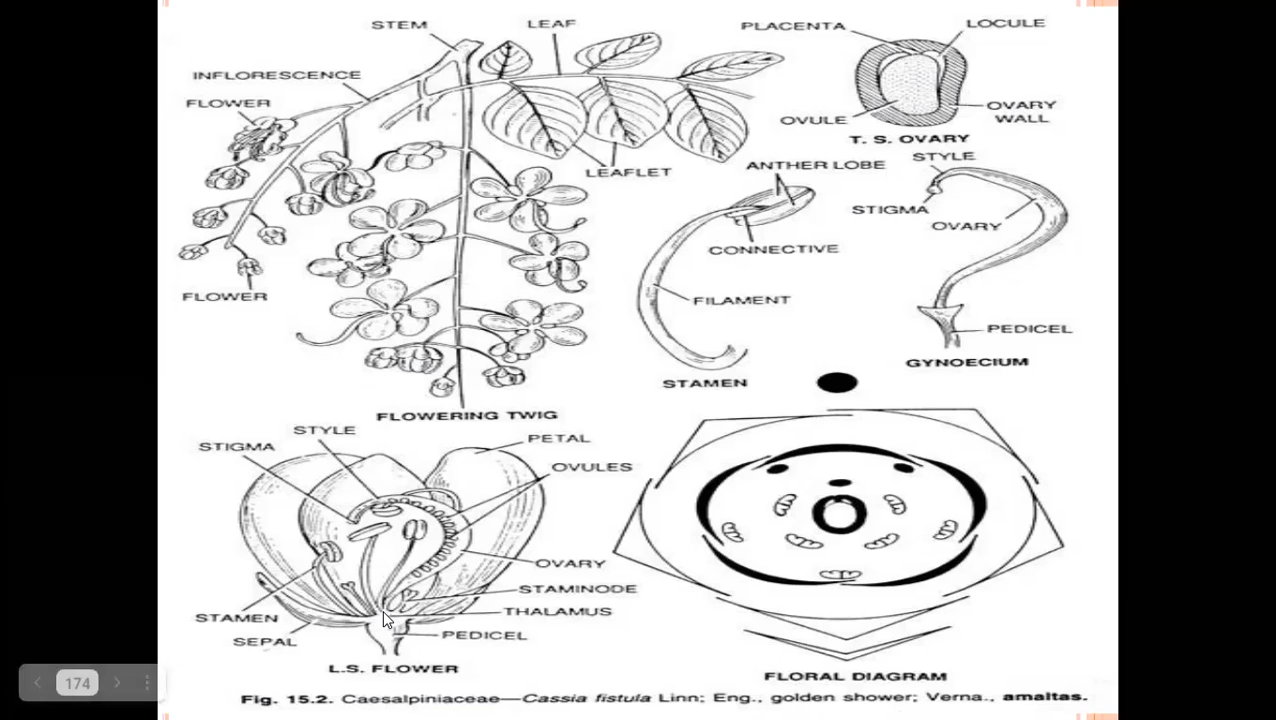 STEM
LEAF
INFLORESCENCE
FLOWER
LEAFLET
FLOWER
FLOWERING TWIG
PLACENTA
LOCULE
OVULE
OVARY
WALL
T. S. OVARY
ANTHER LOBE
CONNECTIVE
FILAMENT
STAMEN
STYLE
STIGMA
OVARY
PEDICEL
GYNOECIUM
STYLE
STIGMA
PETAL
OVULES
OVARY
STAMINODE
THALAMUS
STAMEN
SEPAL
PEDICEL
L.S. FLOWER
FLORAL DIAGRAM
Fig. 15.2. Caesalpiniaceae—Cassia fistula Linn; Eng., golden shower; Verna., amaltas.
174